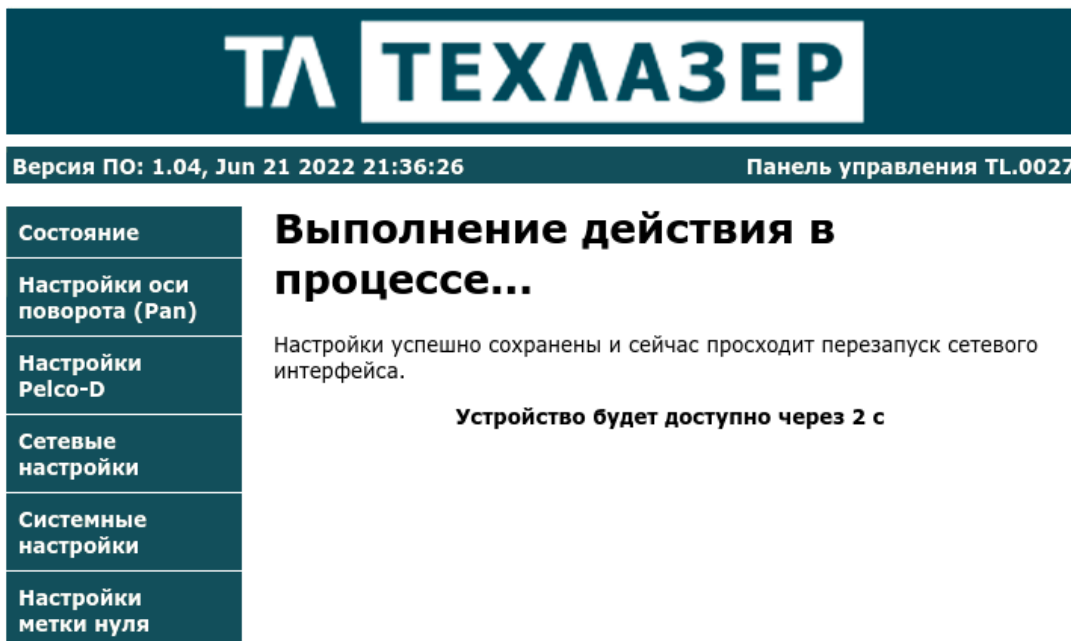 ТЛ ТЕХЛАЗЕР
Версия ПО: 1.04, Jun 21 2022 21:36:26 Панель управления TL.0027
Состояние
Настройки оси
поворота (Pan)
Настройки
Pelco-D
Сетевые
настройки
Системные
настройки
Настройки
метки нуля
Выполнение действия в
процессе...
Настройки успешно сохранены и сейчас просходит перезапуск сетевого
интерфейса.
Устройство будет доступно через 2 с